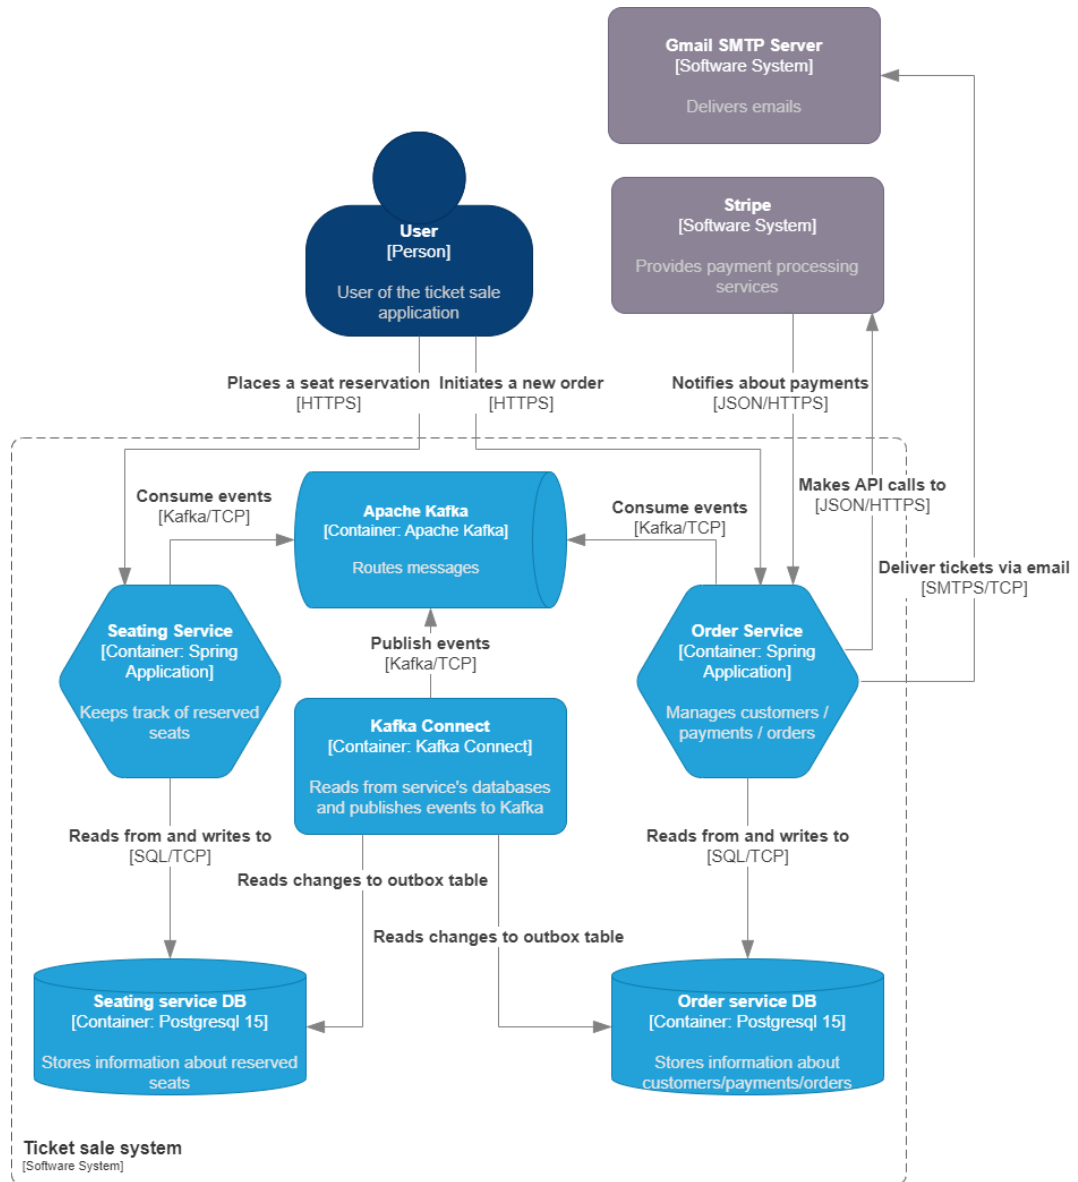 Gmail SMTP Server
[Software System]
Delivers emails
Stripe
[Software System]
Provides payment processing
services
User
[Person]
User of the ticket sale
application
Places a seat reservation
[HTTPS]
Initiates a new order
[HTTPS]
Notifies about payments
[JSON/HTTPS]
Makes API calls to
[JSON/HTTPS]
Deliver tickets via email
[SMTPS/TCP]
Consume events
[Kafka/TCP]
Apache Kafka
[Container: Apache Kafka]
Routes messages
Consume events
[Kafka/TCP]
Seating Service
[Container: Spring
Application]
Keeps track of reserved
seats
Publish events
[Kafka/TCP]
Order Service
[Container: Spring
Application]
Manages customers /
payments / orders
Kafka Connect
[Container: Kafka Connect]
Reads from service's databases
and publishes events to Kafka
Reads from and writes to
[SQL/TCP]
Reads from and writes to
[SQL/TCP]
Reads changes to outbox table
Reads changes to outbox table
Seating service DB
[Container: Postgresql 15]
Stores information about reserved
seats
Order service DB
[Container: Postgresql 15]
Stores information about
customers/payments/orders
Ticket sale system
[Software System]